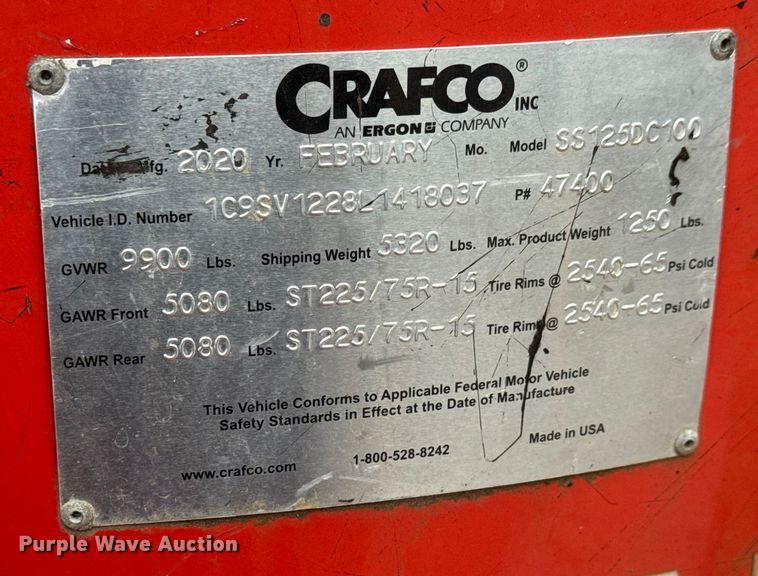 CRAFCO® INC
AN ERGON COMPANY
Date Mfg. 2020 Yr. FEBRUARY Mo. Model SS125DC100
Vehicle I.D. Number 1C9SV1228L1418037 P# 47400
GVWR 9900 Lbs. Shipping Weight 5320 Lbs. Max. Product Weight 1250 Lbs.
GAWR Front 5080 Lbs. ST225/75R-15 Tire Rims @ 2540-65 Psi Cold
GAWR Rear 5080 Lbs. ST225/75R-15 Tire Rims @ 2540-65 Psi Cold
This Vehicle Conforms to Applicable Federal Motor Vehicle
Safety Standards in Effect at the Date of Manufacture
www.crafco.com 1-800-528-8242 Made in USA
Purple Wave Auction